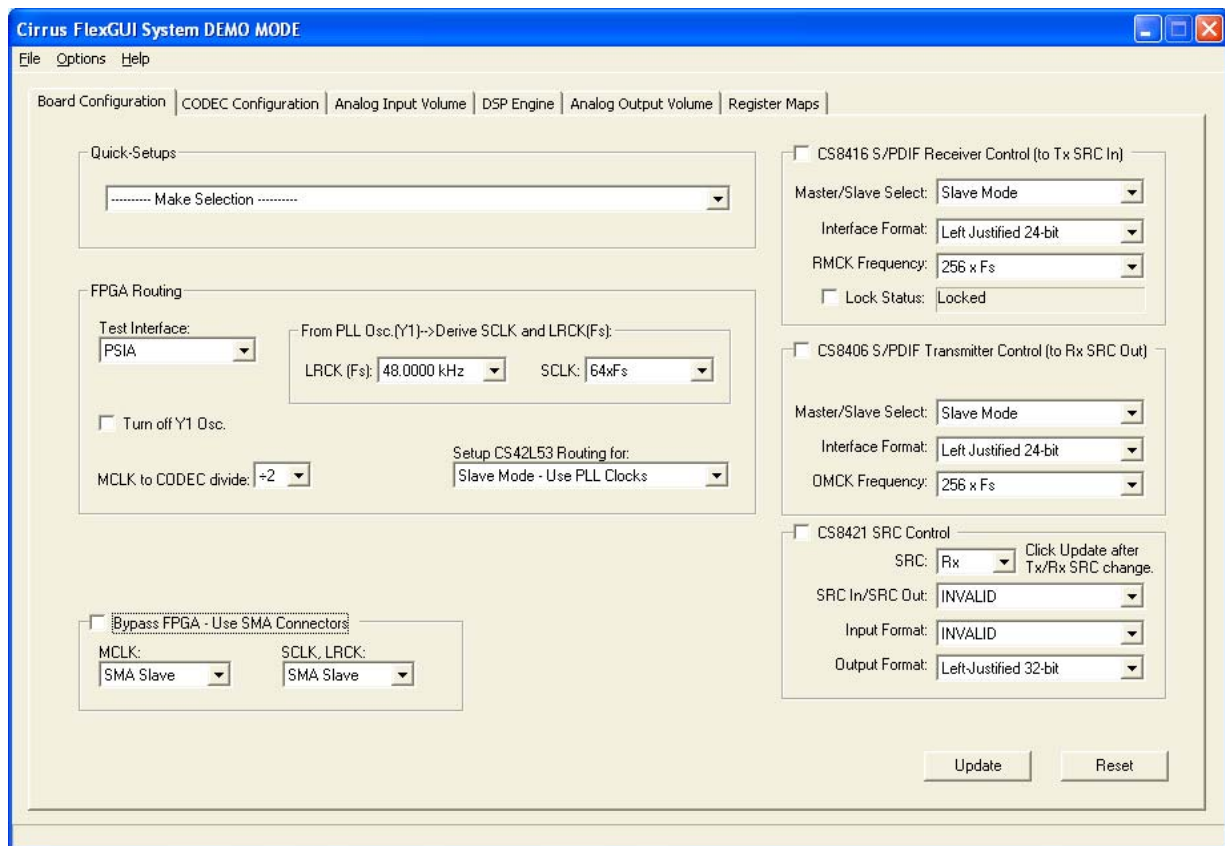 Cirrus FlexGUI System DEMO MODE
File Options Help
Board Configuration CODEC Configuration Analog Input Volume DSP Engine Analog Output Volume Register Maps
Quick-Setups
---------- Make Selection ----------
FPGA Routing
Test Interface:
PSIA
From PLL Osc.(Y1)-->Derive SCLK and LRCK(Fs):
LRCK (Fs): 48.0000 kHz SCLK: 64xFs
Turn off Y1 Osc.
MCLK to CODEC divide: ÷2
Setup CS42L53 Routing for:
Slave Mode - Use PLL Clocks
Bypass FPGA - Use SMA Connectors
MCLK: SCLK, LRCK:
SMA Slave SMA Slave
CS8416 S/PDIF Receiver Control (to Tx SRC In)
Master/Slave Select: Slave Mode
Interface Format: Left Justified 24-bit
RMCK Frequency: 256 x Fs
Lock Status: Locked
CS8406 S/PDIF Transmitter Control (to Rx SRC Out)
Master/Slave Select: Slave Mode
Interface Format: Left Justified 24-bit
OMCK Frequency: 256 x Fs
CS8421 SRC Control
SRC: Rx
Click Update after
Tx/Rx SRC change.
SRC In/SRC Out: INVALID
Input Format: INVALID
Output Format: Left-Justified 32-bit
Update Reset